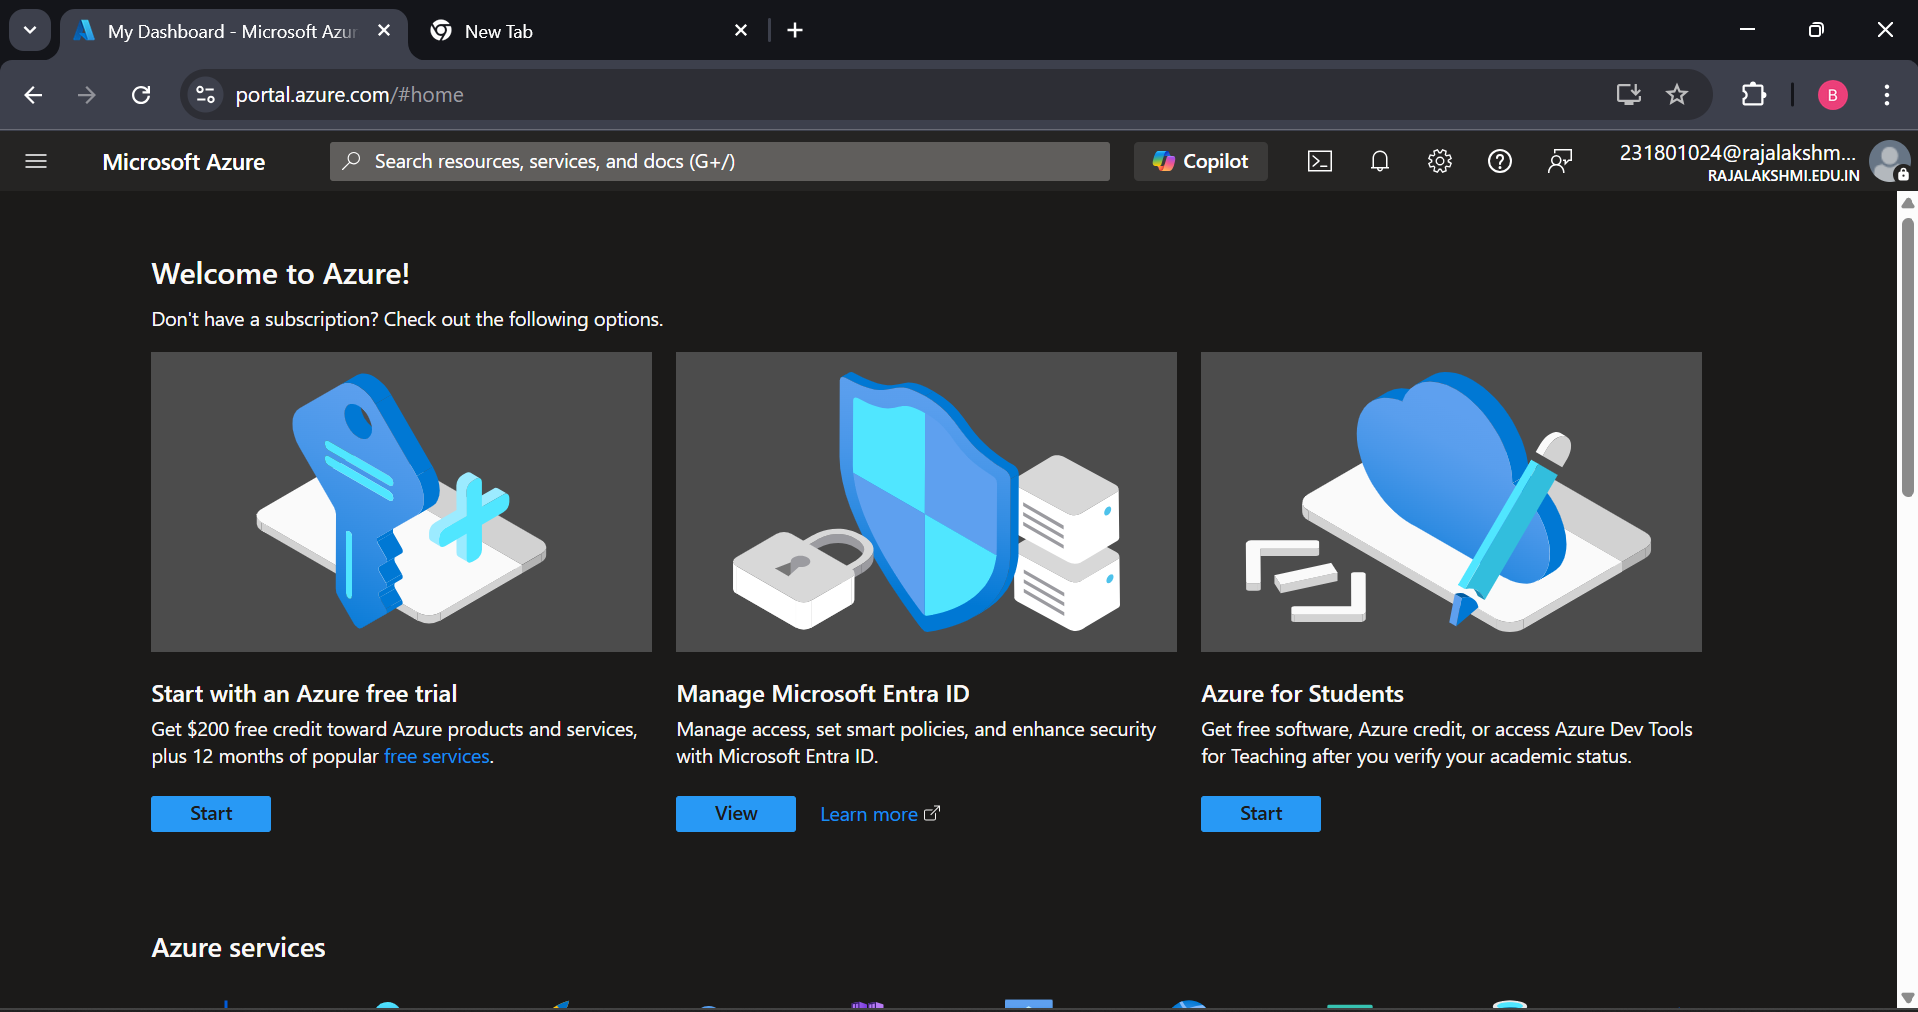 My Dashboard - Microsoft Azur
New Tab
portal.azure.com/#home
B
Microsoft Azure
Search resources, services, and docs (G+/)
Copilot
231801024@rajalakshm...
RAJALAKSHMI.EDU.IN
Welcome to Azure!
Don't have a subscription? Check out the following options.
Start with an Azure free trial
Get $200 free credit toward Azure products and services,
plus 12 months of popular free services.
Start
Manage Microsoft Entra ID
Manage access, set smart policies, and enhance security
with Microsoft Entra ID.
View
Learn more
Azure for Students
Get free software, Azure credit, or access Azure Dev Tools
for Teaching after you verify your academic status.
Start
Azure services